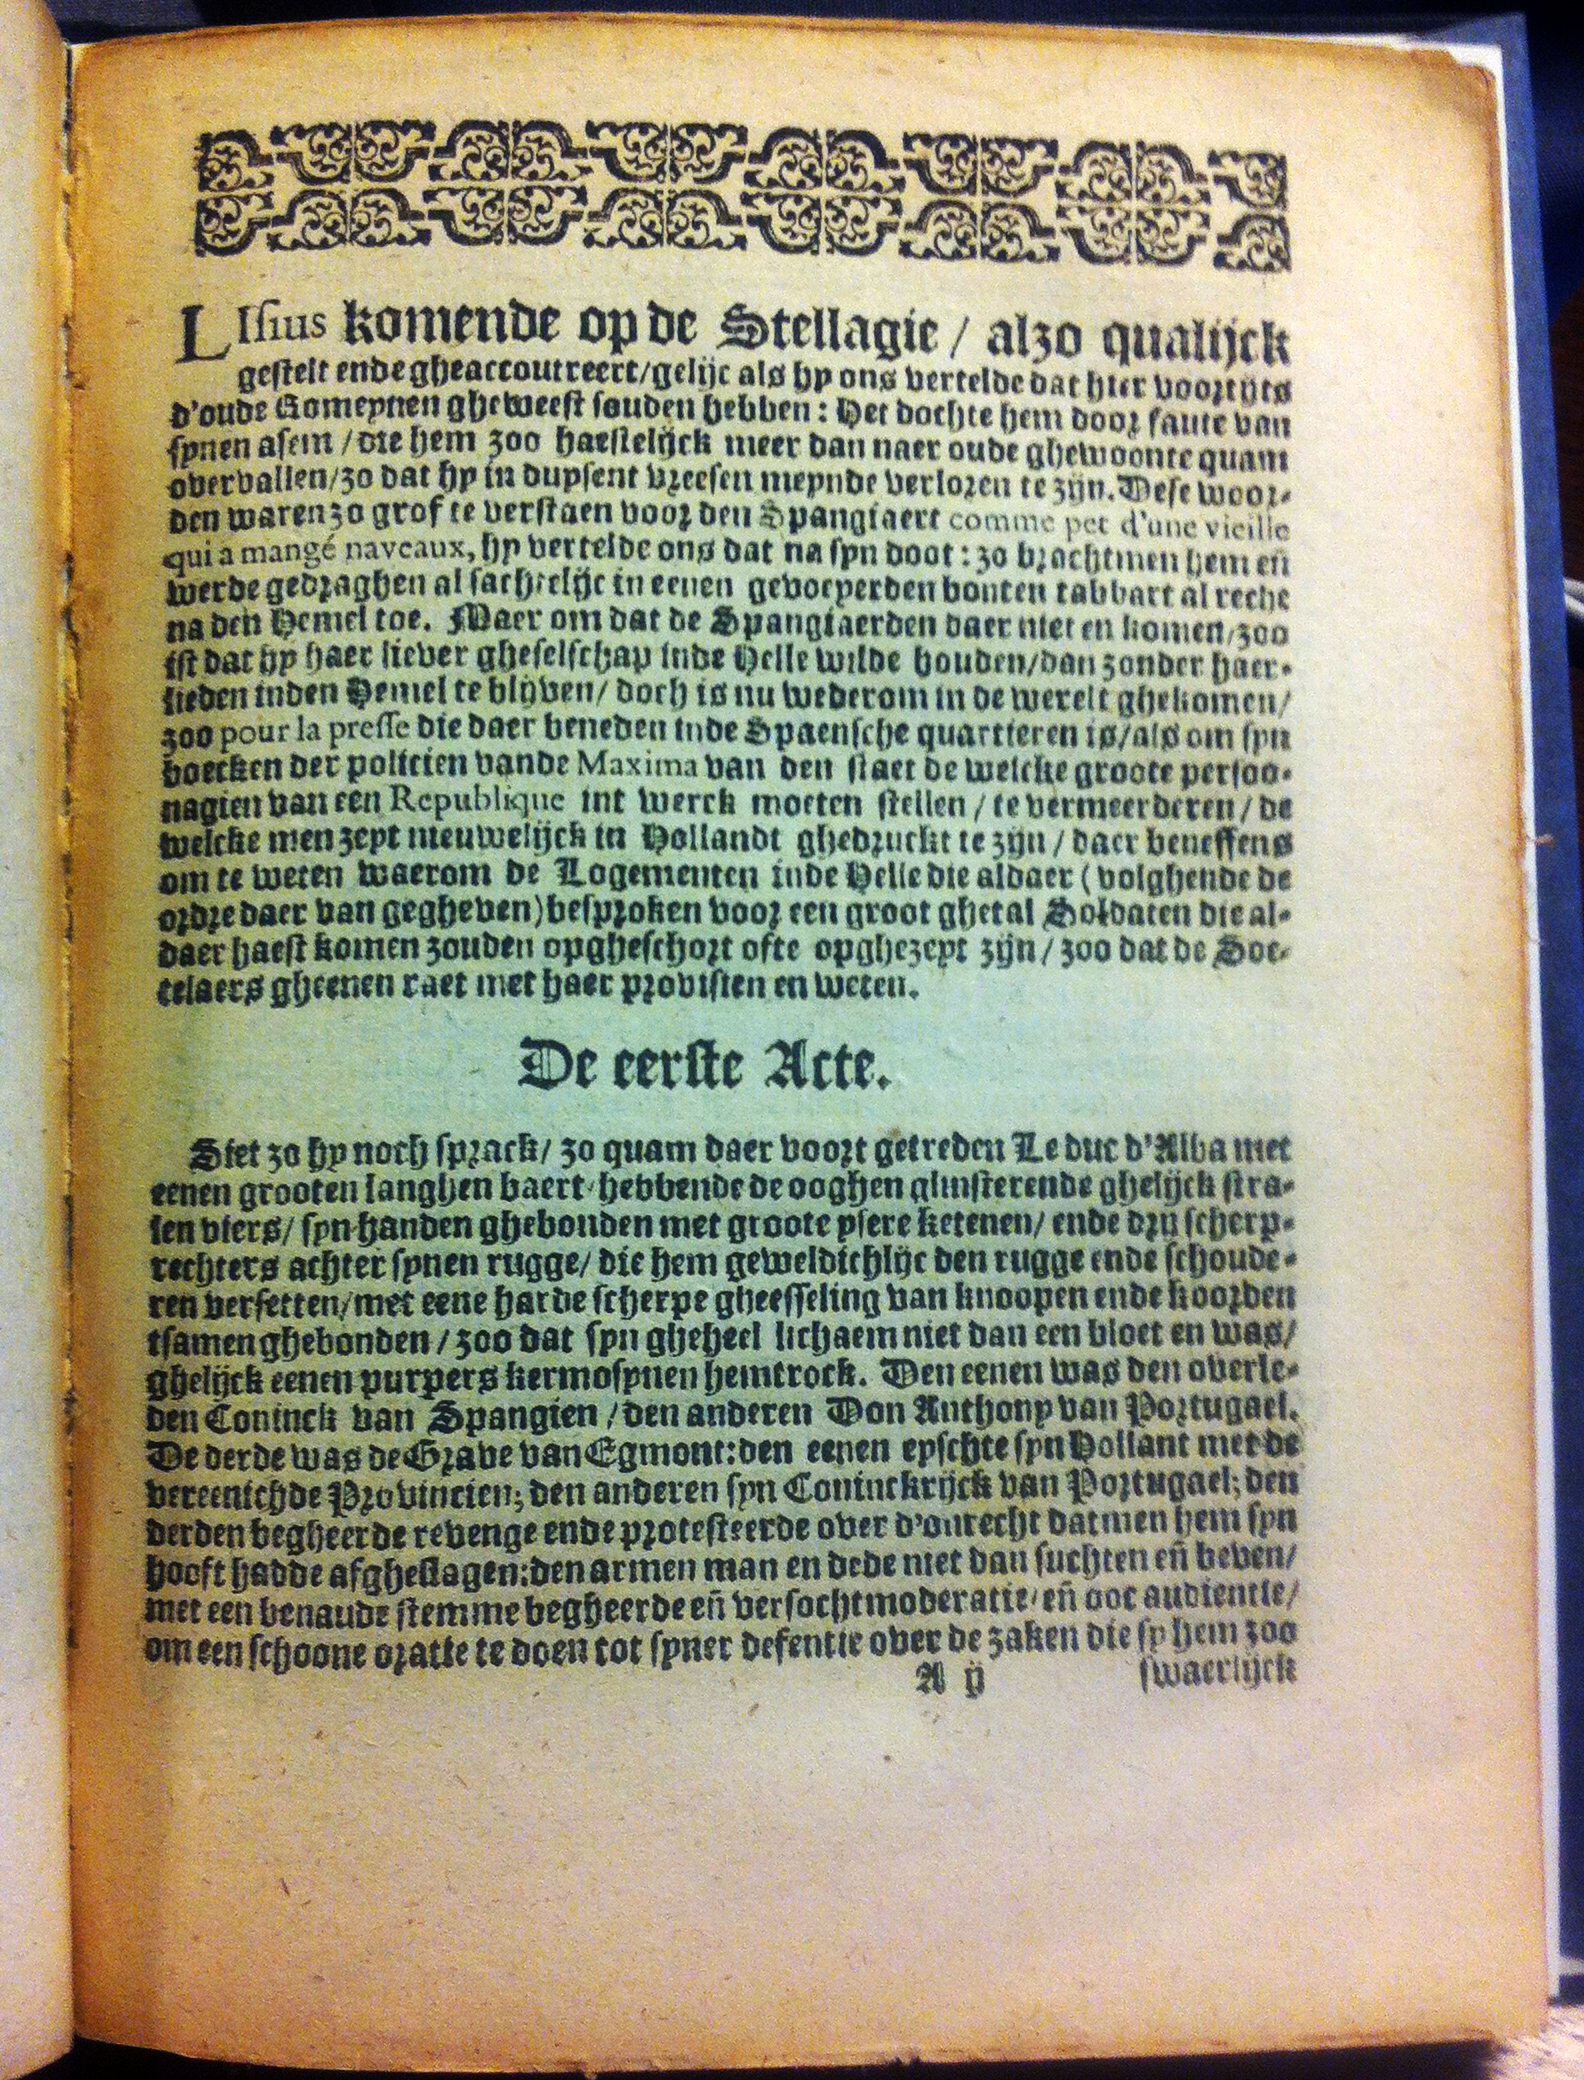 LIsius komende op de Stellagie / alzo qualijck
gestelt ende gheaccoutreert/gelijc als hy ons vertelde dat hier voortijts
d'oude Romeynen gheweest souden hebben: Het dochte hem door faute van
synen asem / die hem zoo haestelijck meer dan naer oude ghewoonte quam
overvallen/zo dat hy in duysent vreesen meynde verloren te zijn. Dese woor-
den waren zo grof te verstaen voor den Spangiaert comme pet d'une vieille
qui a mangé naveaux, hy vertelde ons dat na syn doot: zo brachtmen hem eñ
werde gedraghen al sachtelijc in eenen gevoeyerden bonten tabbart al reche
na den Hemel toe. Maer om dat de Spangiaerden daer niet en komen/zoo
ist dat hy haer liever gheselschap inde Helle wilde houden/dan zonder haer-
lieden inden Hemel te blijven/ doch is nu wederom in de werelt ghekomen/
zoo pour la presse die daer beneden inde Spaensche quartieren is/als om syn
boecken der politien vande Maxima van den staet de welcke groote persoo-
nagien van een Republique int werck moeten stellen / te vermeerderen / de
welcke men zeyt nieuwelijck in Hollandt ghedruckt te zijn / daer beneffens
om te weten waerom de Logementen inde Helle die aldaer (volghende de
ordre daer van gegheven) besproken voor een groot ghetal Soldaten die al-
daer haest komen zouden opgheschort ofte opghezeyt zijn / zoo dat de Soe-
telaers gheenen raet met haer provisien en weten.
De eerste Acte.
Siet zo hy noch sprack/ zo quam daer voort getreden Le duc d'Alba met
eenen grooten langhen baert/hebbende de ooghen glinsterende ghelijck stra-
len viers/ syn handen ghebonden met groote ysere ketenen/ ende dry scherp-
rechters achter synen rugge/ die hem geweldichlijc den rugge ende schoude-
ren versetten/met eene harde scherpe gheesseling van knoopen ende koorden
tsamen ghebonden / zoo dat syn gheheel lichaem niet dan een bloet en was/
ghelijck eenen purpers kermosynen hemtrock. Den eenen was den overle-
den Coninck van Spangien / den anderen Don Anthony van Portugael.
De derde was de Grave van Egmont: den eenen eyschte syn Hollant met de
vereenichde Provincien; den anderen syn Coninckrijck van Portugael; den
derden begheerde revenge ende protesteerde over d'onrecht datmen hem syn
hooft hadde afgheslagen: den armen man en dede niet dan suchten eñ beven/
met een benaude stemme begheerde eñ versocht moderatie/ eñ ooc audientie/
om een schoone oratie te doen tot syner defentie over de zaken die sy hem zoo
A ij swaerlijck